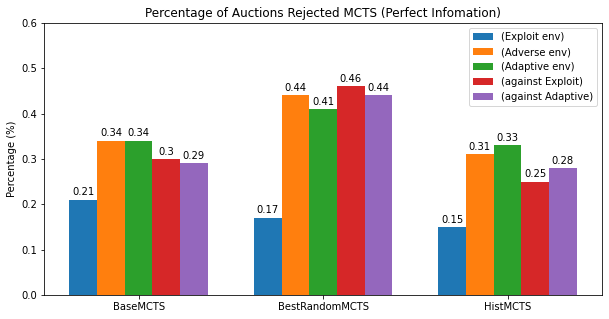 Percentage of Auctions Rejected MCTS (Perfect Infomation)
Percentage (%)
0.6
0.5
0.4
0.3
0.2
0.1
0.0
(Exploit env)
(Adverse env)
(Adaptive env)
(against Exploit)
(against Adaptive)
0.21
0.34
0.34
0.3
0.29
0.17
0.44
0.41
0.46
0.44
0.15
0.31
0.33
0.25
0.28
BaseMCTS
BestRandomMCTS
HistMCTS